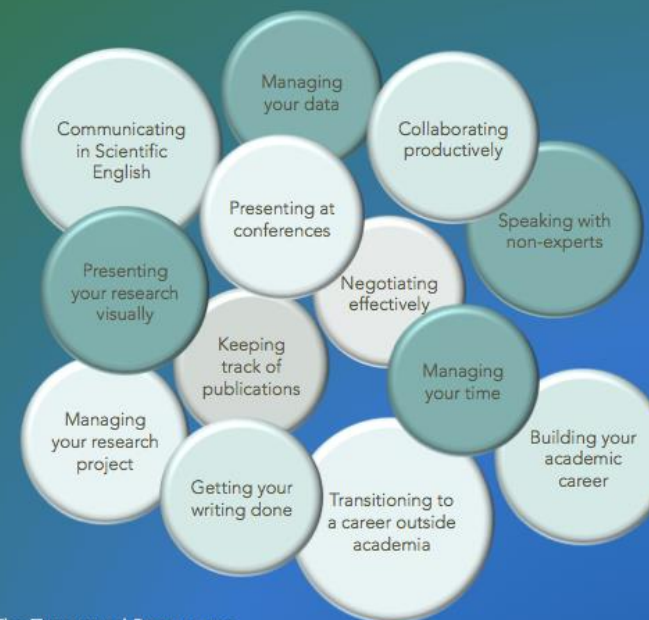 Managing
your data
Communicating
in Scientific
English
Collaborating
productively
Presenting at
conferences
Speaking with
non-experts
Presenting
your research
visually
Negotiating
effectively
Keeping
track of
publications
Managing
your time
Managing
your research
project
Building your
academic
career
Getting your
writing done
Transitioning to
a career outside
academia